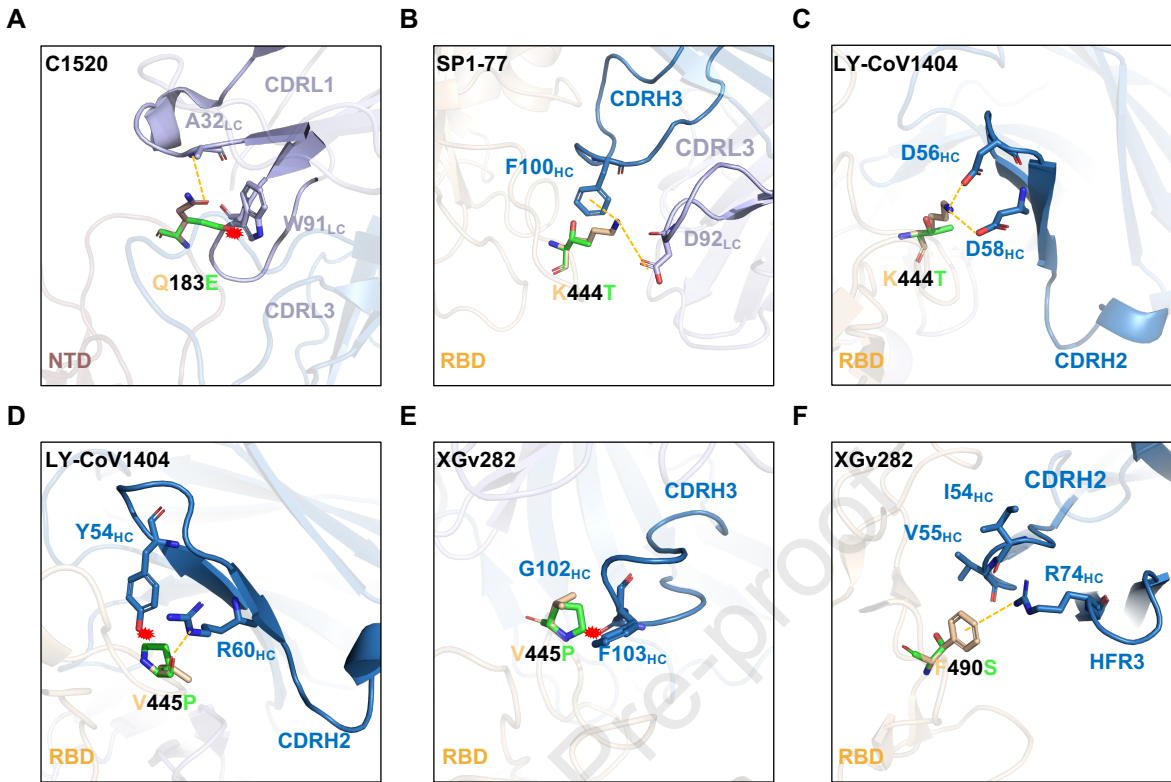 A
B
C
C1520
CDRL1
A32LC
W91LC
Q183E
CDRL3
NTD
SP1-77
CDRH3
CDRL3
F100HC
D92LC
K444T
RBD
LY-CoV1404
D56HC
D58HC
K444T
RBD
CDRH2
D
E
F
LY-CoV1404
Y54HC
R60HC
V445P
RBD
CDRH2
XGv282
CDRH3
G102HC
F103HC
V445P
RBD
XGv282
CDRH2
I54HC
V55HC
R74HC
F490S
HFR3
RBD
Pre-proof